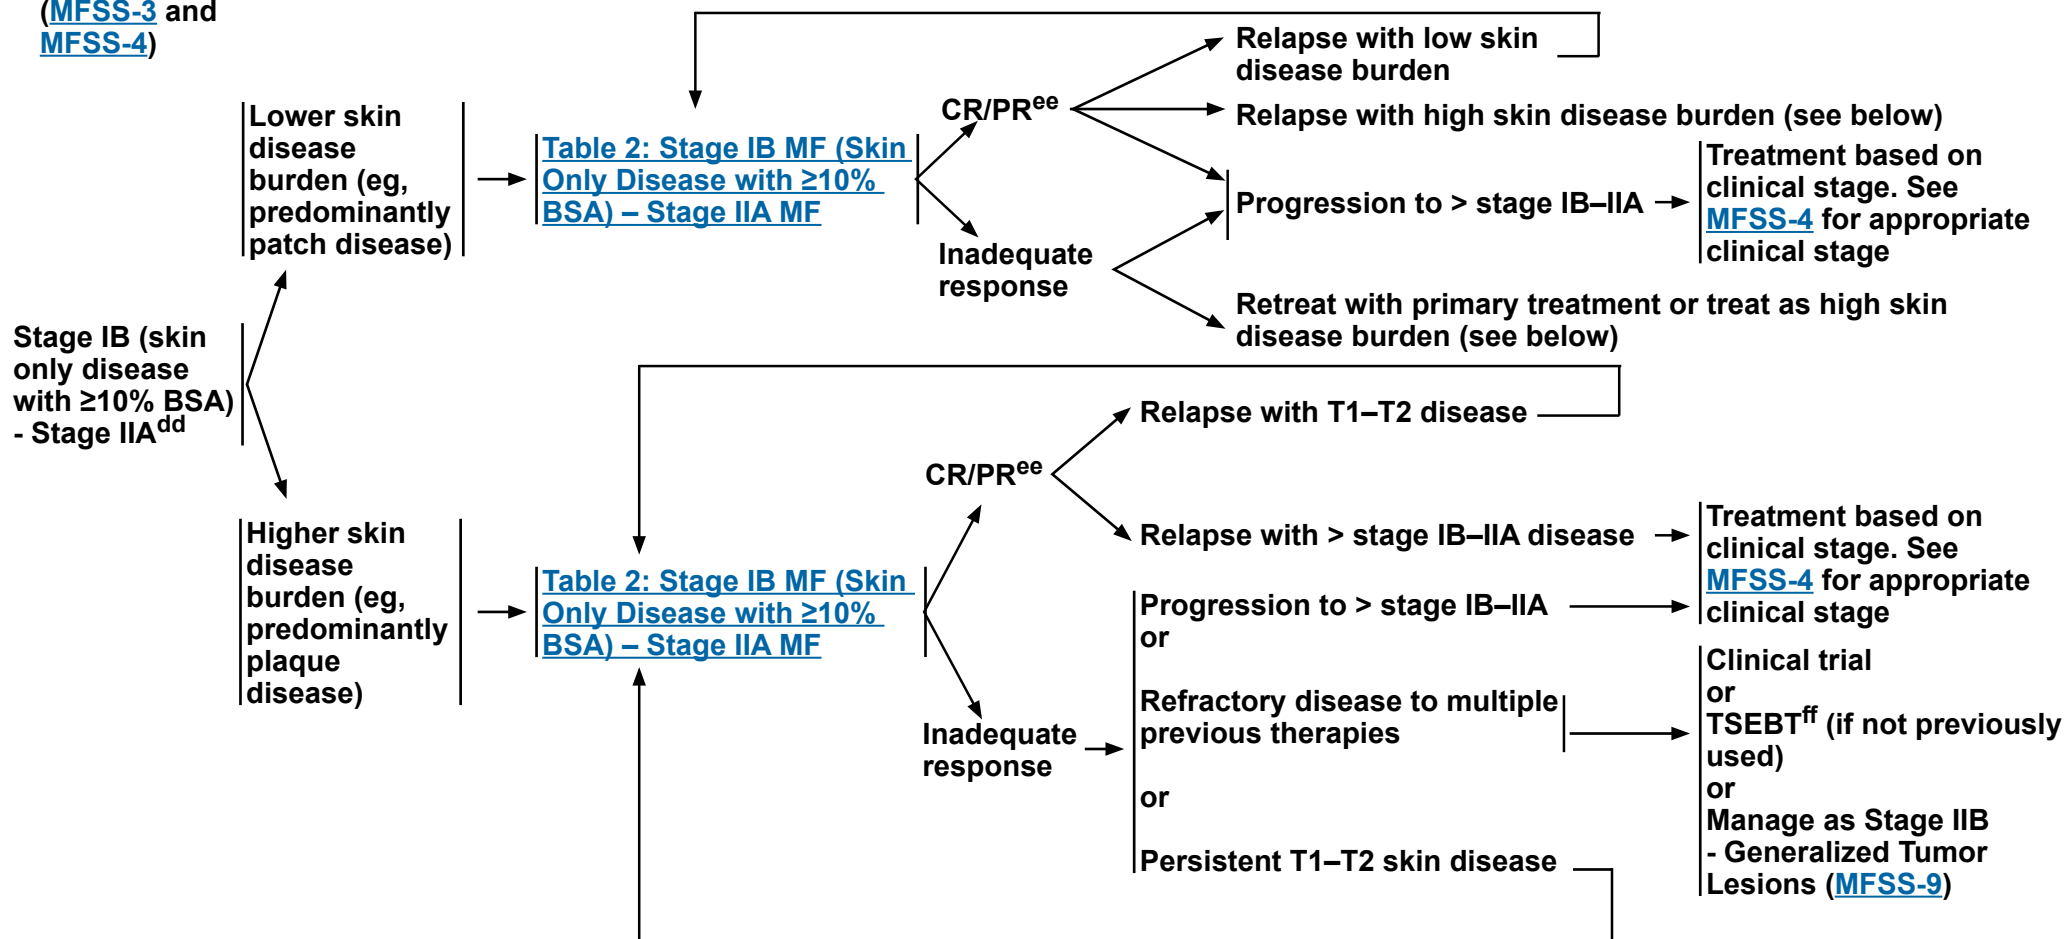 (MFSS-3 and
MFSS-4)
Stage IB (skin
only disease
with ≥10% BSA)
- Stage IIAdd
Lower skin
disease
burden (eg,
predominantly
patch disease)
Table 2: Stage IB MF (Skin
Only Disease with ≥10%
BSA) – Stage IIA MF
CR/PRee
Relapse with low skin
disease burden
Relapse with high skin disease burden (see below)
Progression to > stage IB–IIA
Treatment based on
clinical stage. See
MFSS-4 for appropriate
clinical stage
Inadequate
response
Retreat with primary treatment or treat as high skin
disease burden (see below)
Higher skin
disease
burden (eg,
predominantly
plaque
disease)
Table 2: Stage IB MF (Skin
Only Disease with ≥10%
BSA) – Stage IIA MF
CR/PRee
Relapse with T1–T2 disease
Relapse with > stage IB–IIA disease
Treatment based on
clinical stage. See
MFSS-4 for appropriate
clinical stage
Inadequate
response
Progression to > stage IB–IIA
or
Refractory disease to multiple
previous therapies
or
Persistent T1–T2 skin disease
Clinical trial
or
TSEBTff (if not previously
used)
or
Manage as Stage IIB
- Generalized Tumor
Lesions (MFSS-9)